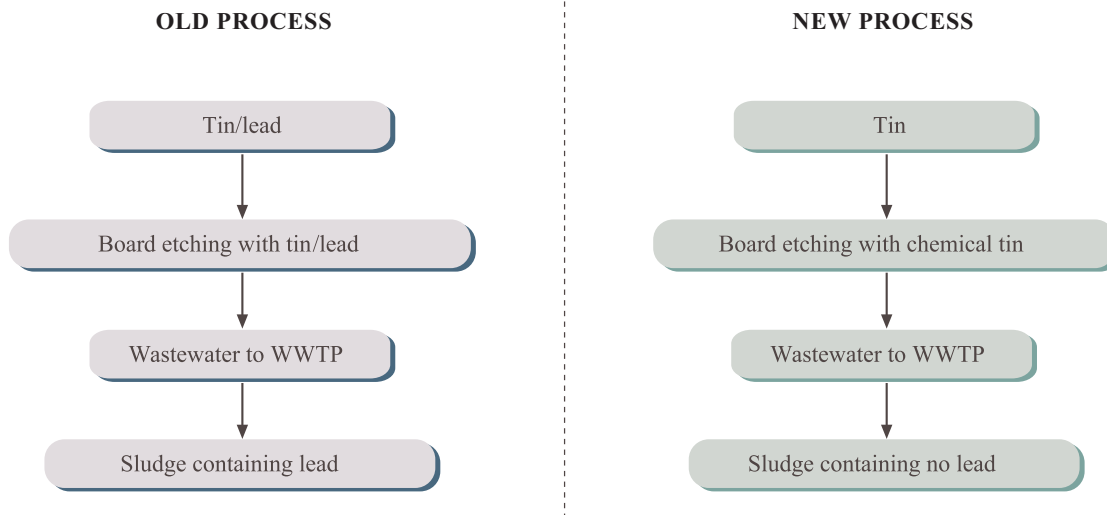 OLD PROCESS
Tin/lead
Board etching with tin/lead
Wastewater to WWTP
Sludge containing lead
NEW PROCESS
Tin
Board etching with chemical tin
Wastewater to WWTP
Sludge containing no lead